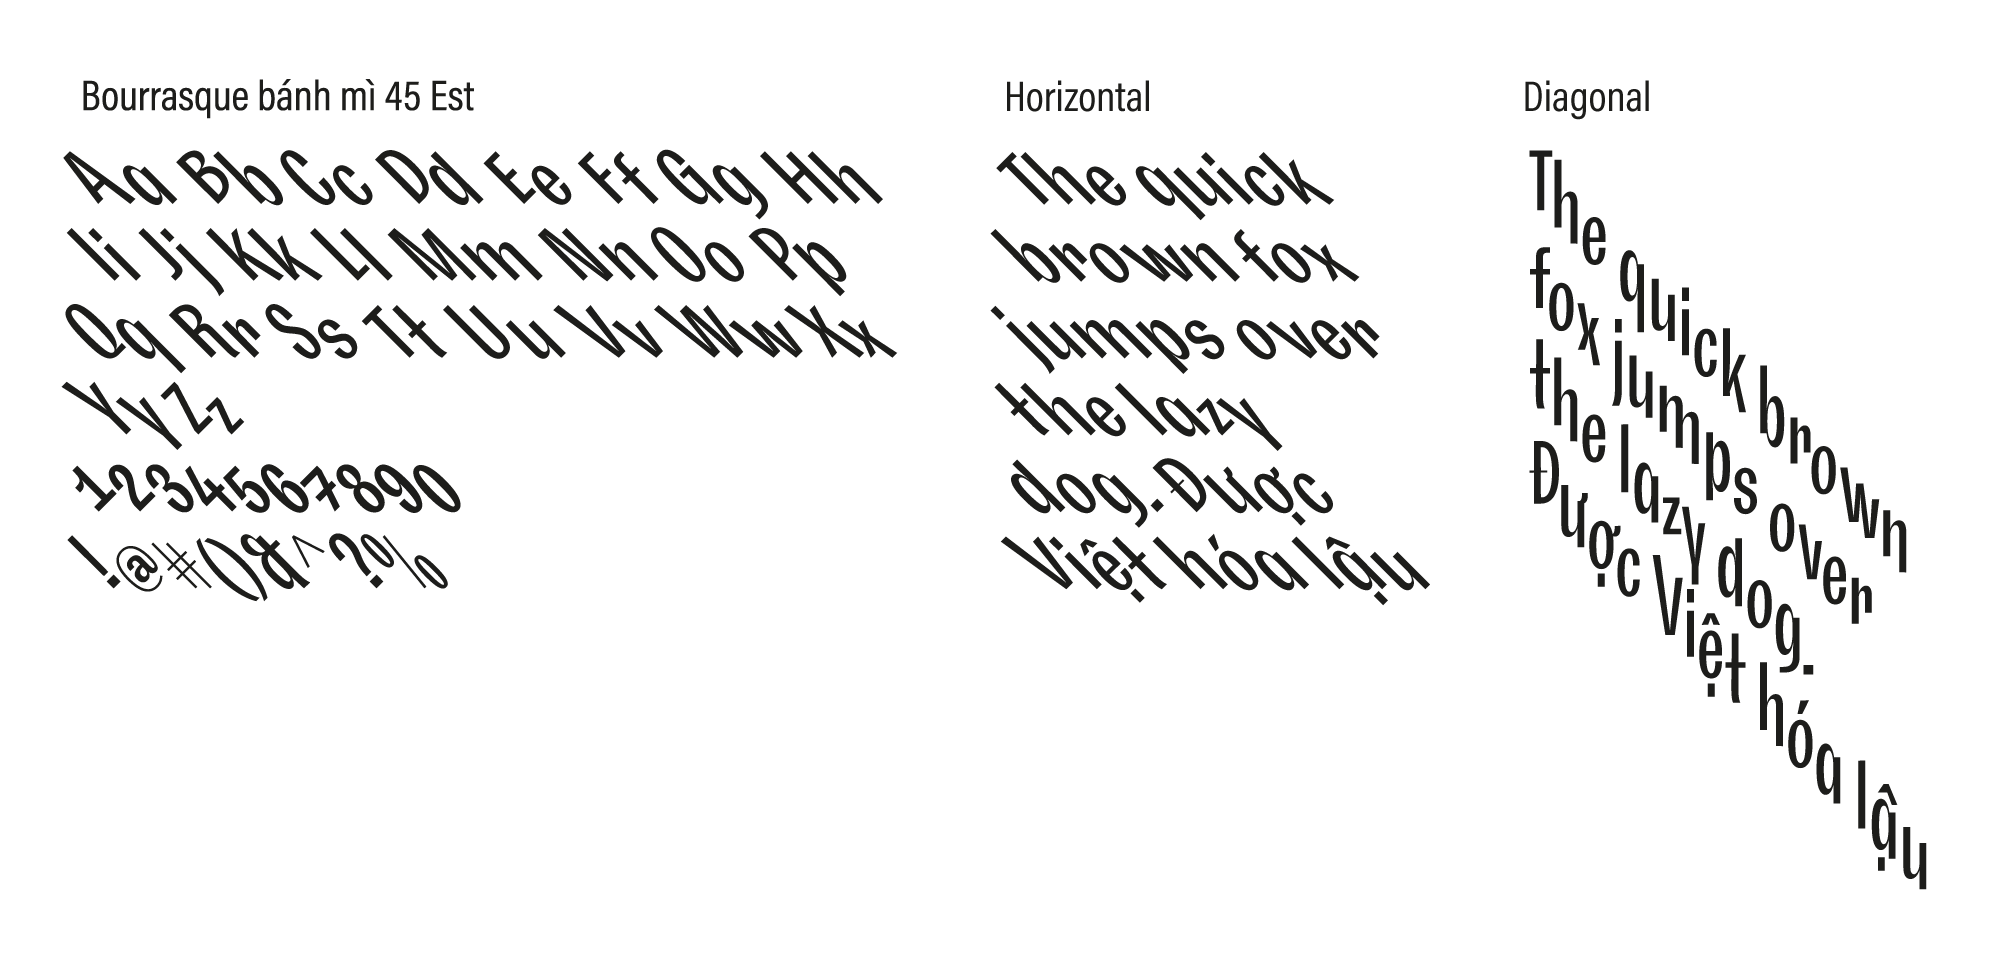 Bourrasque bánh mì 45 Est
Aa Bb Cc Dd Ee Ff Gg Hh
Ii Jj Kk Ll Mm Nn Oo Pp
Qq Rr Ss Tt Uu Vv Ww Xx
Yy Zz
1234567890
!@#()&^?%
Horizontal
The quick
brown fox
jumps over
the lazy
dog. Được
Việt hóa lậu
Diagonal
The quick brown
fox jumps over
the lazy dog.
Được Việt hóa lậu